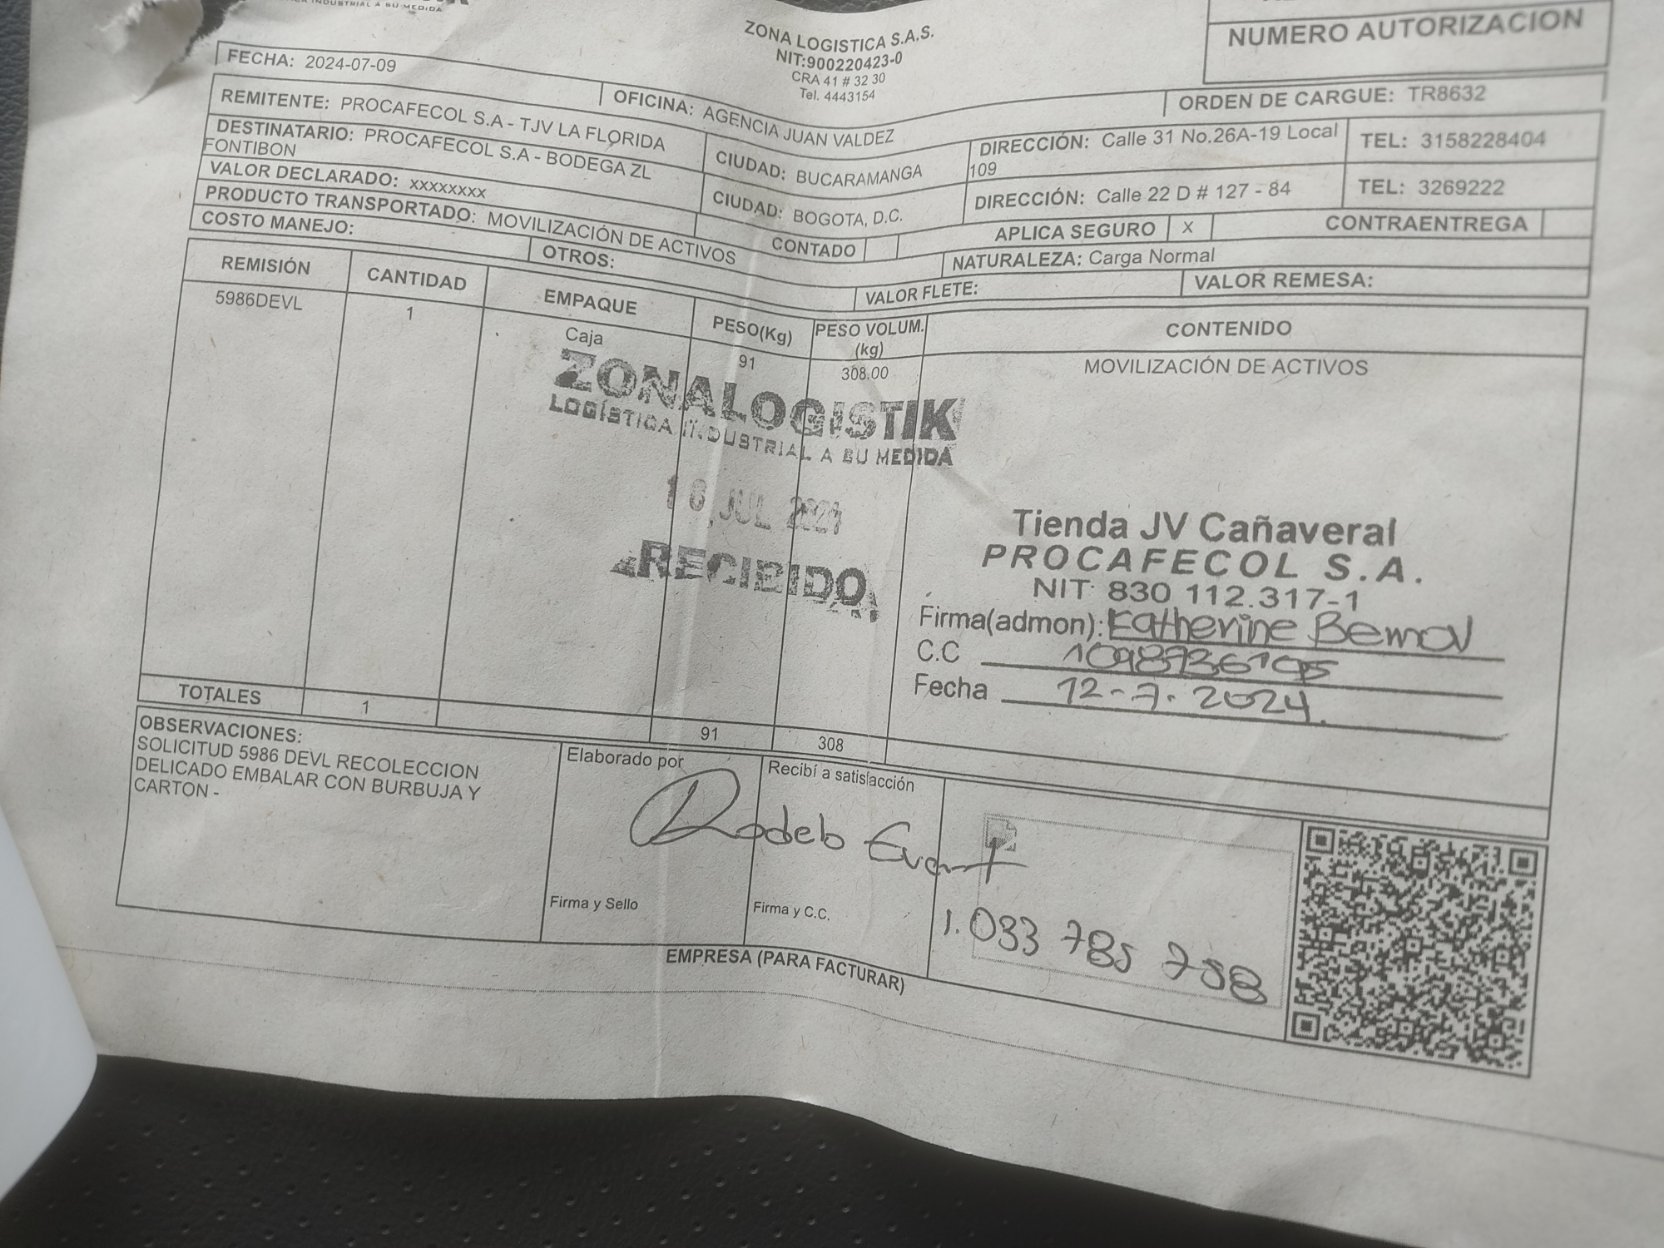 INDUSTRIAL A SU MEDIDA
ZONA LOGISTICA S.A.S.
NIT:900220423-0
CRA 41 # 32 30
Tel. 4443154
NUMERO AUTORIZACION
FECHA: 2024-07-09
OFICINA: AGENCIA JUAN VALDEZ
ORDEN DE CARGUE: TR8632
REMITENTE: PROCAFECOL S.A - TJV LA FLORIDA
CIUDAD: BUCARAMANGA
DIRECCIÓN: Calle 31 No.26A-19 Local
109
TEL: 3158228404
DESTINATARIO: PROCAFECOL S.A - BODEGA ZL
FONTIBON
CIUDAD: BOGOTA, D.C.
DIRECCIÓN: Calle 22 D # 127 - 84
TEL: 3269222
VALOR DECLARADO: xxxxxxxx
PRODUCTO TRANSPORTADO: MOVILIZACIÓN DE ACTIVOS
CONTADO
APLICA SEGURO X
CONTRAENTREGA
COSTO MANEJO:
OTROS:
NATURALEZA: Carga Normal
VALOR FLETE:
VALOR REMESA:
REMISIÓN CANTIDAD EMPAQUE PESO(Kg) PESO VOLUM.
(kg) CONTENIDO
5986DEVL 1 Caja 91 308.00 MOVILIZACIÓN DE ACTIVOS
ZONALOGISTIK
LOGÍSTICA INDUSTRIAL A SU MEDIDA
RECIBIDO
Tienda JV Cañaveral
PROCAFECOL S.A.
NIT: 830 112.317-1
Firma(admon): Katherine
C.C
Fecha 12-7-2024.
TOTALES 1 91 308
OBSERVACIONES:
SOLICITUD 5986 DEVL RECOLECCION
DELICADO EMBALAR CON BURBUJA Y
CARTON -
Elaborado por
Recibí a satisfacción
Firma y Sello
Firma y C.C.
1.033 785 758
EMPRESA (PARA FACTURAR)